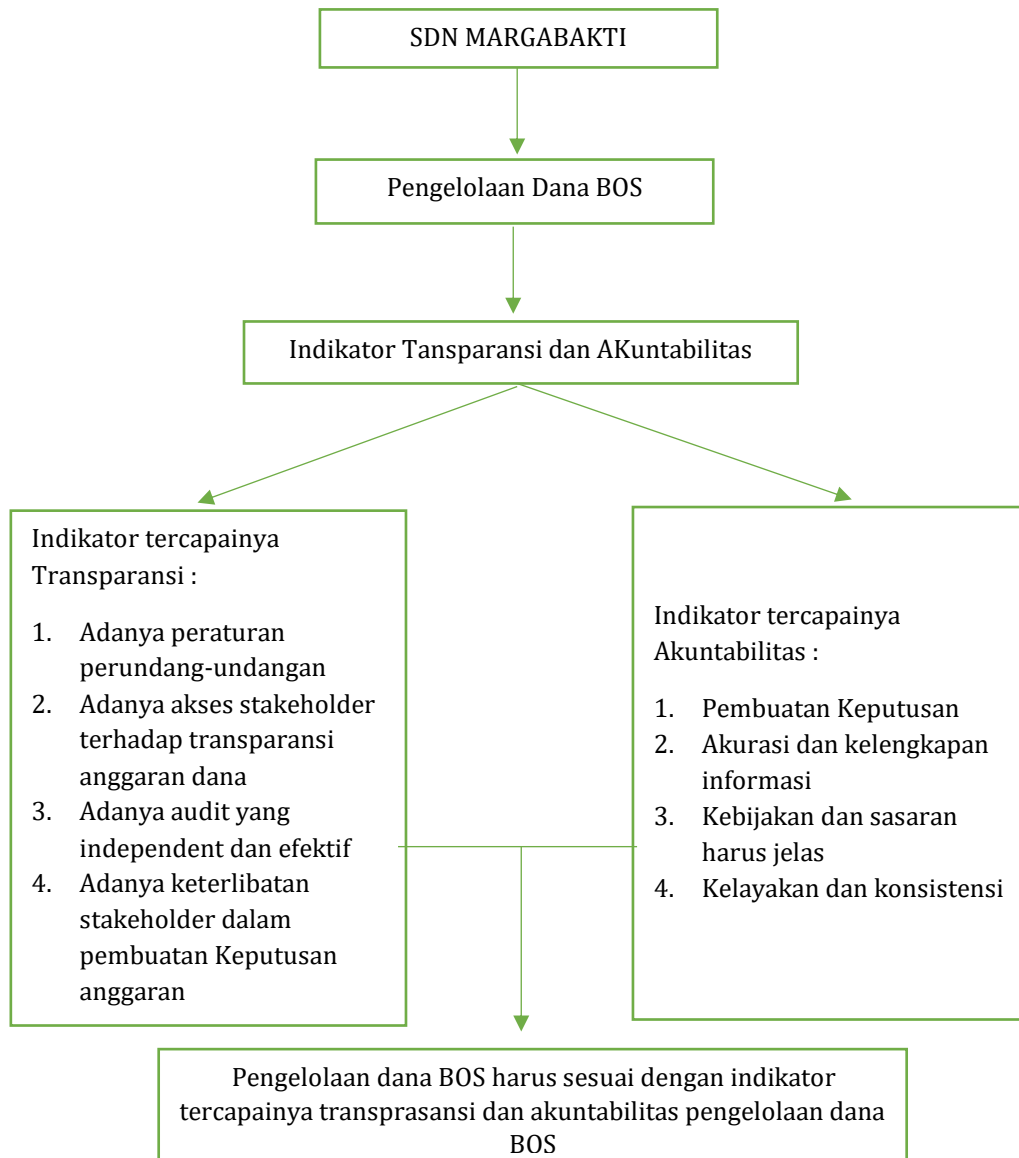 SDN MARGABAKTI
Pengelolaan Dana BOS
Indikator Tansparansi dan AKuntabilitas
Indikator tercapainya
Transparansi :
1. Adanya peraturan
perundang-undangan
2. Adanya akses stakeholder
terhadap transparansi
anggaran dana
3. Adanya audit yang
independent dan efektif
4. Adanya keterlibatan
stakeholder dalam
pembuatan Keputusan
anggaran
Indikator tercapainya
Akuntabilitas :
1. Pembuatan Keputusan
2. Akurasi dan kelengkapan
informasi
3. Kebijakan dan sasaran
harus jelas
4. Kelayakan dan konsistensi
Pengelolaan dana BOS harus sesuai dengan indikator
tercapainya transprasansi dan akuntabilitas pengelolaan dana
BOS